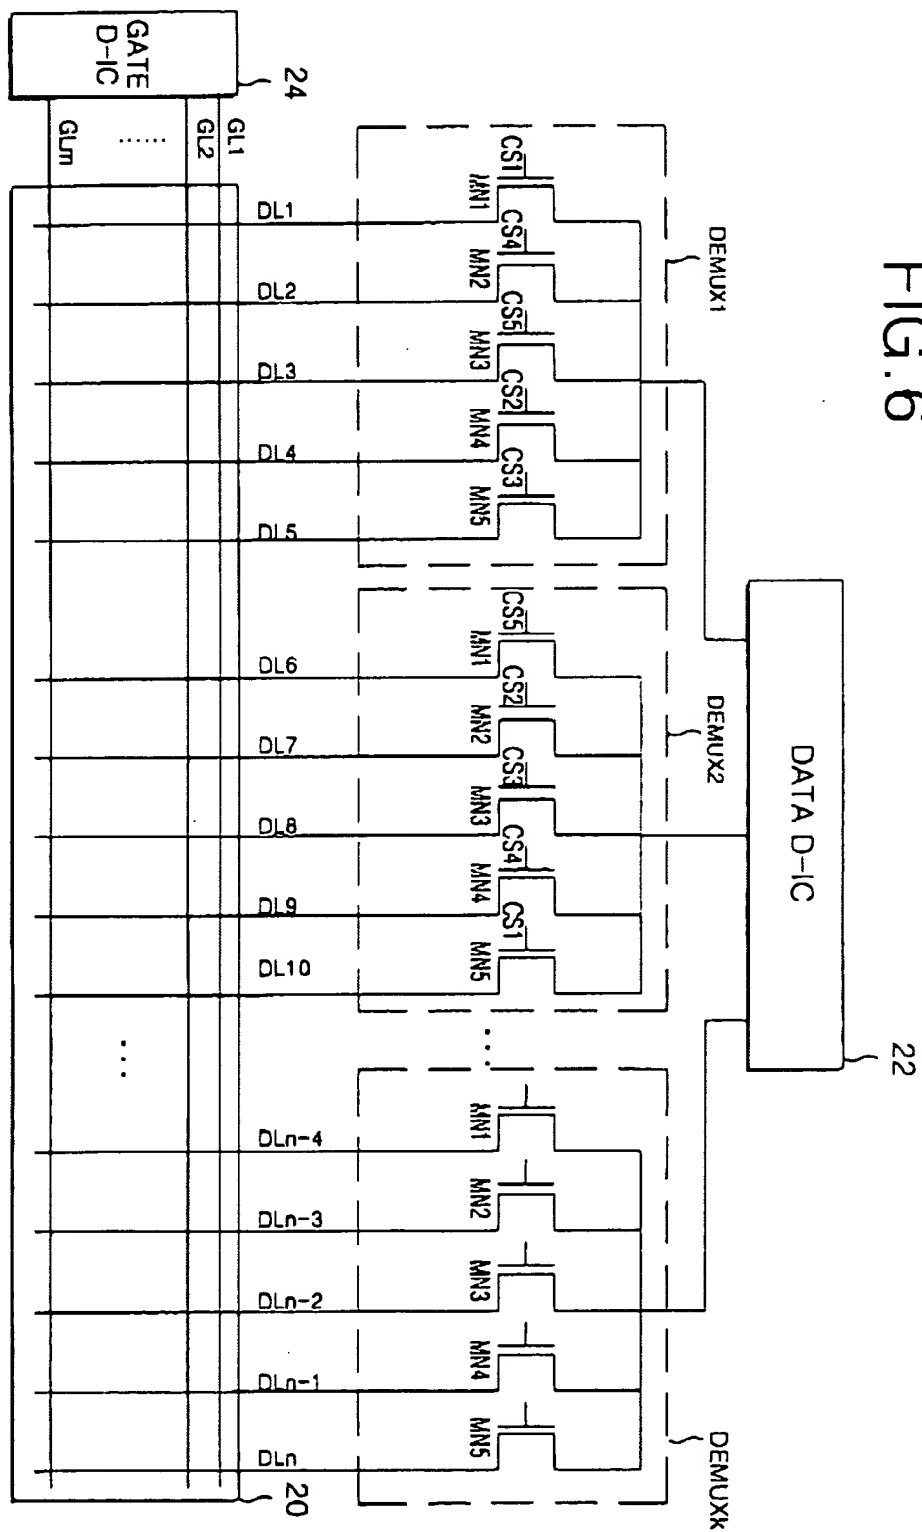 FIG. 6
DATA D-IC
22
DEMUX1
DEMUX2
DEMUXk
CS1
CS4
CS5
CS2
CS3
CS5
CS2
CS3
CS4
CS1
MN1
MN2
MN3
MN4
MN5
MN1
MN2
MN3
MN4
MN5
...
MN1
MN2
MN3
MN4
MN5
24
GATE
D-IC
DL1
DL2
DL3
DL4
DL5
DL6
DL7
DL8
DL9
DL10
DLn-4
DLn-3
DLn-2
DLn-1
DLn
GL1
GL2
......
GLm
...
20